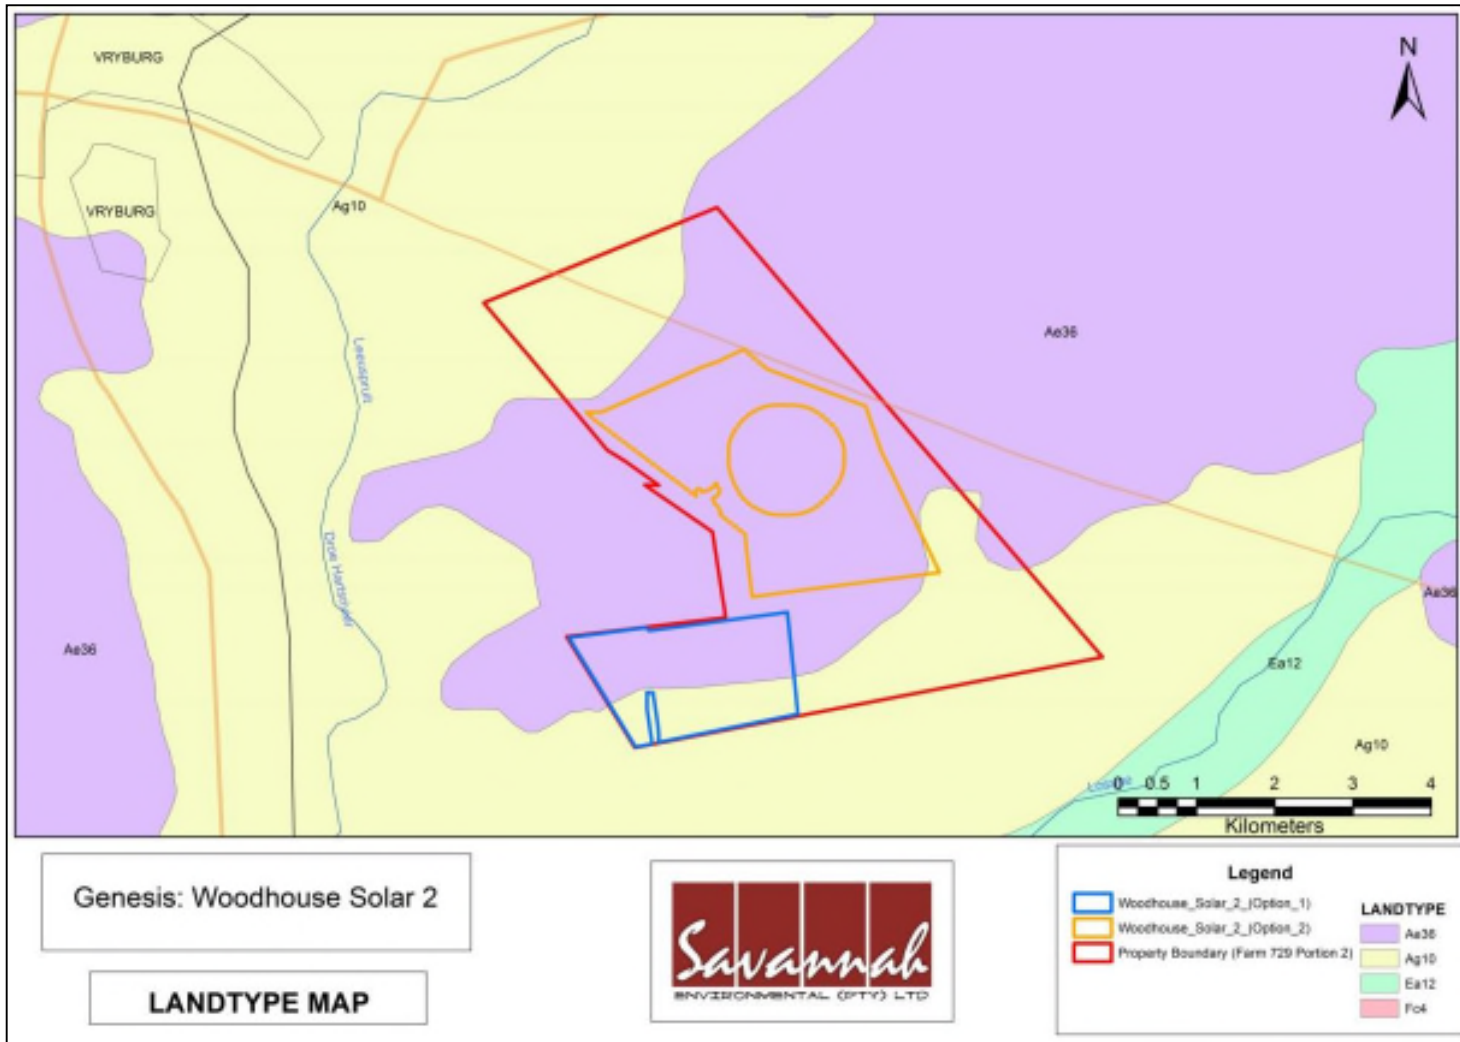 VRYBURG
N
VRYBURG
Ag10
Ae36
Leeuspruit
Droe Hartsrivier
Ae36
Ae36
Ea12
Ag10
0 0.5 1 2 3 4
Kilometers
Genesis: Woodhouse Solar 2
LANDTYPE MAP
Savannah
ENVIRONMENTAL (PTY) LTD
Legend
Woodhouse_Solar_2_(Option_1)
Woodhouse_Solar_2_(Option_2)
Property Boundary (Farm 729 Portion 2)
LANDTYPE
Ae36
Ag10
Ea12
Fc4